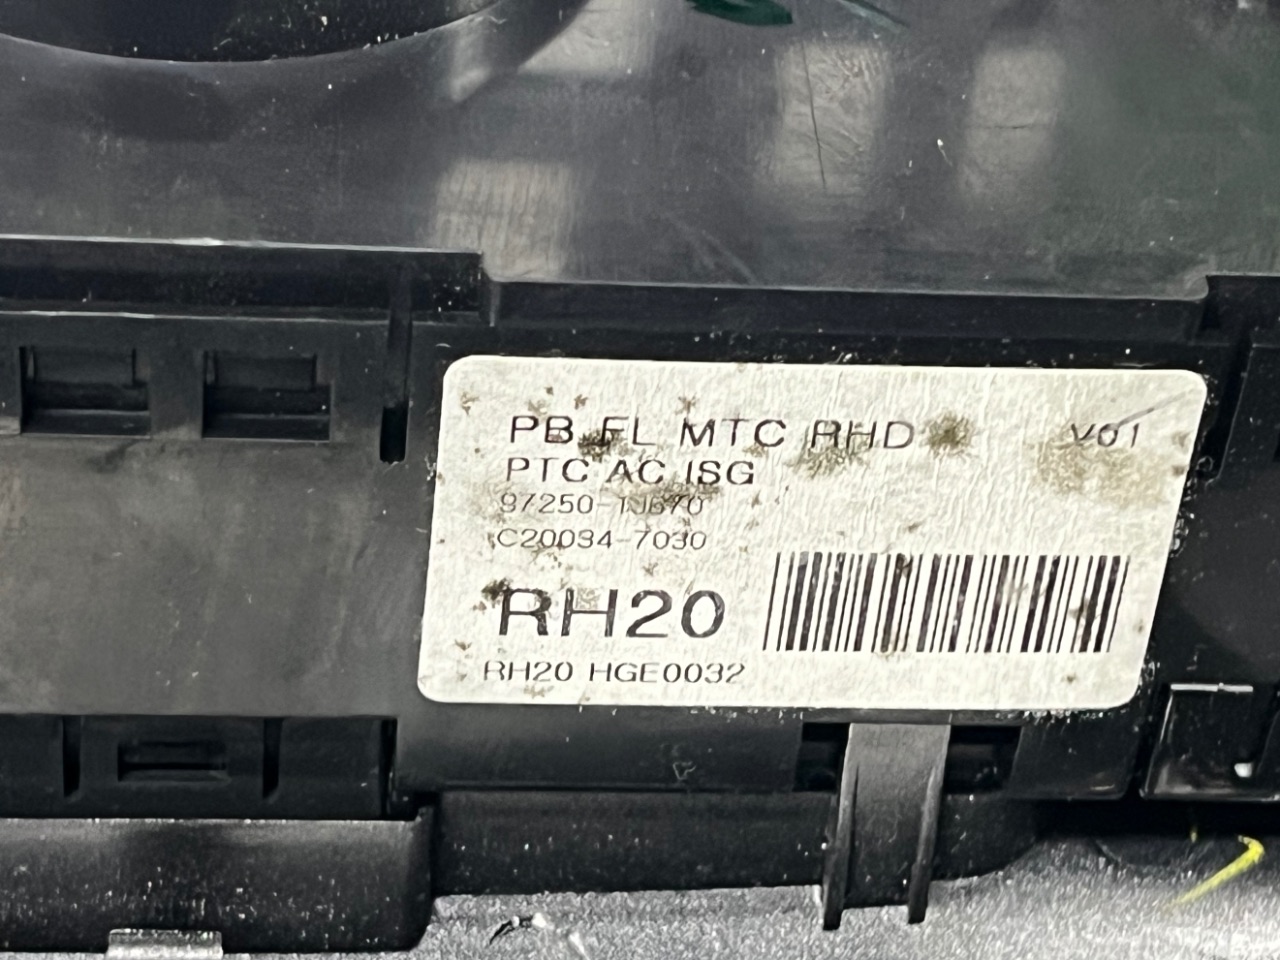 PB FL MTC RHD V01
PTC AC ISG
97250-1J670
C20034-7030
RH20
RH20 HGE0032